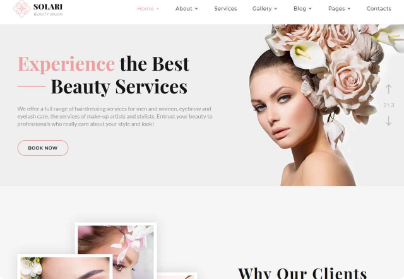 SOLARI
BEAUTY SALON
Home
About
Services
Gallery
Blog
Pages
Contacts
Experience the Best
Beauty Services
We offer a full range of hairdressing services for men and women, eyebrow and
eyelash care, the services of make-up artists and stylists. Entrust your beauty to
professionals who really care about your style and look!
BOOK NOW
2 / 3
Why Our Clients